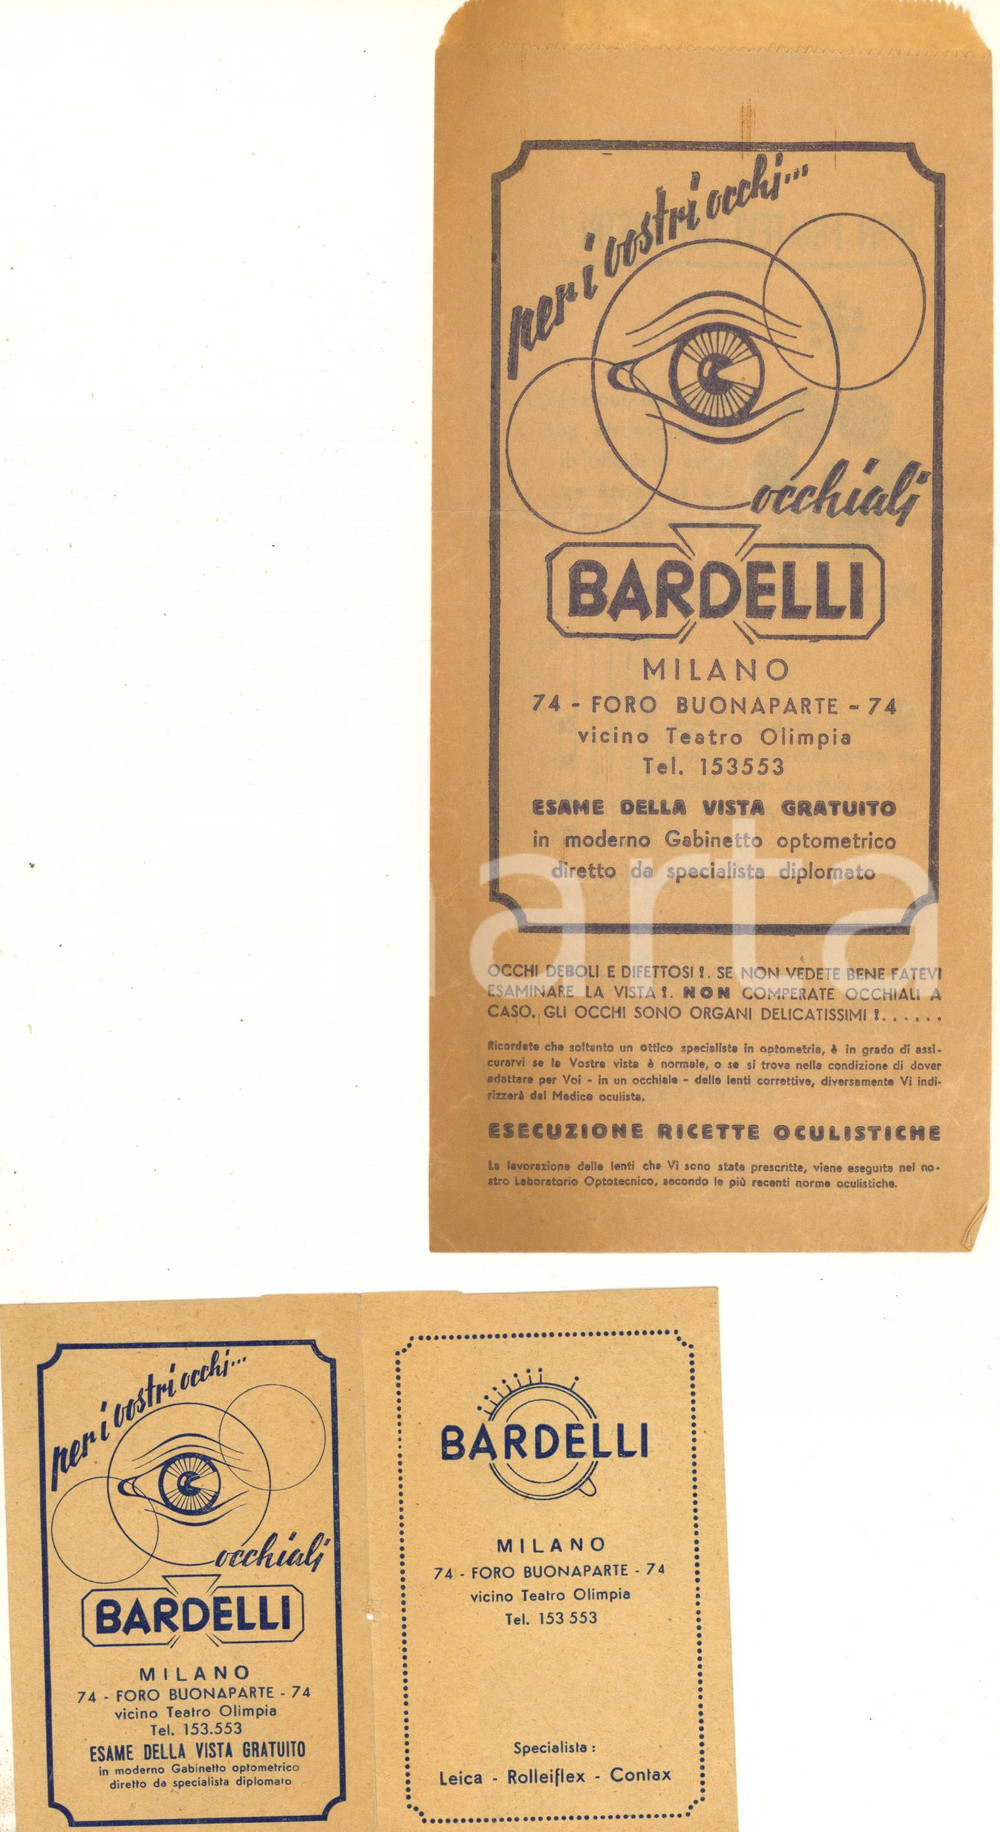 per i vostri occhi...
occhiali
BARDELLI
MILANO
74 - FORO BUONAPARTE - 74
vicino Teatro Olimpia
Tel. 153553
ESAME DELLA VISTA GRATUITO
in moderno Gabinetto optometrico
diretto da specialista diplomato
OCCHI DEBOLI E DIFETTOSI !. SE NON VEDETE BENE FATEVI
ESAMINARE LA VISTA !. NON COMPERATE OCCHIALI A
CASO. GLI OCCHI SONO ORGANI DELICATISSIMI !......
Ricordate che soltanto un ottico specialista in optometria, è in grado di assi-
curarvi se la Vostra vista è normale, o se si trova nella condizione di dover
adattare per Voi - in un occhiale - delle lenti correttive, diversamente Vi indi-
rizzerà dal Medico oculista.
ESECUZIONE RICETTE OCULISTICHE
La lavorazione delle lenti che Vi sono state prescritte, viene eseguita nel no-
stro Laboratorio Optotecnico, secondo le più recenti norme oculistiche.
marta
per i vostri occhi...
occhiali
BARDELLI
MILANO
74 - FORO BUONAPARTE - 74
vicino Teatro Olimpia
Tel. 153.553
ESAME DELLA VISTA GRATUITO
in moderno Gabinetto optometrico
diretto da specialista diplomato
BARDELLI
MILANO
74 - FORO BUONAPARTE - 74
vicino Teatro Olimpia
Tel. 153 553
Specialista :
Leica - Rolleiflex - Contax